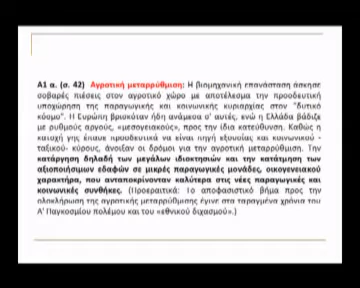 Α1 α. (σ. 42) Αγροτική μεταρρύθμιση: Η βιομηχανική επανάσταση άσκησε
σοβαρές πιέσεις στον αγροτικό χώρο με αποτέλεσμα την προοδευτική
υποχώρηση της παραγωγικής και κοινωνικής κυριαρχίας στον "δυτικό
κόσμο". Η Ευρώπη βρισκόταν ήδη ανάμεσα σ' αυτές, ενώ η Ελλάδα βάδιζε
με ρυθμούς αργούς, «μεσογειακούς», προς την ίδια κατεύθυνση. Καθώς η
κατοχή γης έπαυε προοδευτικά να είναι πηγή εξουσίας και κοινωνικού -
ταξικού- κύρους, άνοιξαν οι δρόμοι για την αγροτική μεταρρύθμιση. Την
κατάργηση δηλαδή των μεγάλων ιδιοκτησιών και την κατάτμηση των
αξιοποιήσιμων εδαφών σε μικρές παραγωγικές μονάδες, οικογενειακού
χαρακτήρα, που ανταποκρίνονταν καλύτερα στις νέες παραγωγικές και
κοινωνικές συνθήκες. (Προαιρετικά: Το αποφασιστικό βήμα προς την
ολοκλήρωση της αγροτικής μεταρρύθμισης έγινε στα ταραγμένα χρόνια του
Α' Παγκοσμίου πολέμου και του «εθνικού διχασμού».)